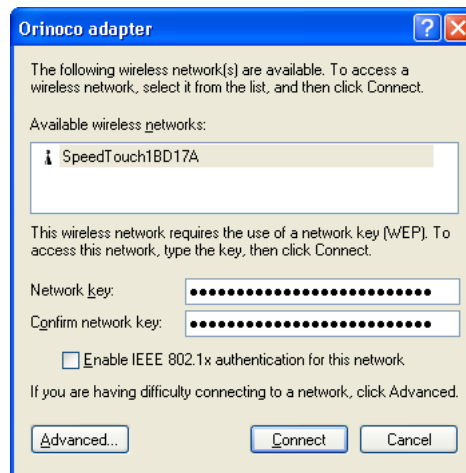 Orinoco adapter
The following wireless network(s) are available. To access a
wireless network, select it from the list, and then click Connect.
Available wireless networks:
SpeedTouch1BD17A
This wireless network requires the use of a network key (WEP). To
access this network, type the key, then click Connect.
Network key: ••••••••••••••••••••••••••
Confirm network key: ••••••••••••••••••••••••••
Enable IEEE 802.1x authentication for this network
If you are having difficulty connecting to a network, click Advanced.
Advanced... Connect Cancel